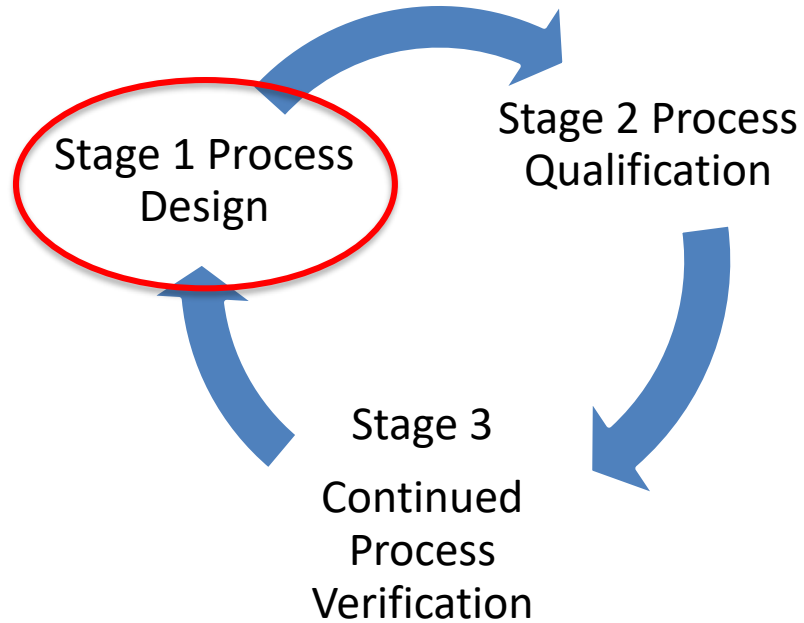 Stage 1 Process
Design
Stage 2 Process
Qualification
Stage 3
Continued
Process
Verification